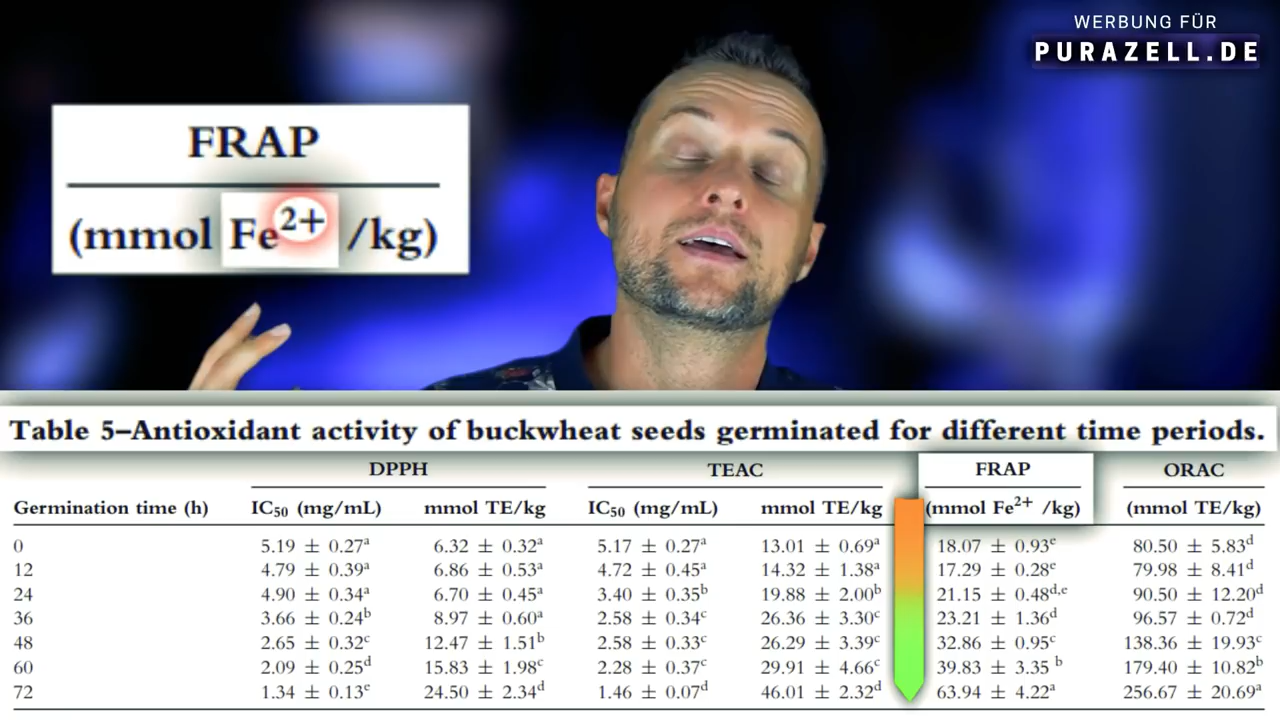 WERBUNG FÜR
PURAZELL.DE
FRAP
(mmol Fe²⁺ /kg)
Table 5–Antioxidant activity of buckwheat seeds germinated for different time periods.
DPPH TEAC FRAP ORAC
Germination time (h) IC₅₀ (mg/mL) mmol TE/kg IC₅₀ (mg/mL) mmol TE/kg (mmol Fe²⁺ /kg) (mmol TE/kg)
0 5.19 ± 0.27ᵃ 6.32 ± 0.32ᵃ 5.17 ± 0.27ᵃ 13.01 ± 0.69ᵃ 18.07 ± 0.93ᵉ 80.50 ± 5.83ᵈ
12 4.79 ± 0.39ᵃ 6.86 ± 0.53ᵃ 4.72 ± 0.45ᵃ 14.32 ± 1.38ᵃ 17.29 ± 0.28ᵉ 79.98 ± 8.41ᵈ
24 4.90 ± 0.34ᵃ 6.70 ± 0.45ᵃ 3.40 ± 0.35ᵇ 19.88 ± 2.00ᵇ 21.15 ± 0.48ᵈ,ᵉ 90.50 ± 12.20ᵈ
36 3.66 ± 0.24ᵇ 8.97 ± 0.60ᵃ 2.58 ± 0.34ᶜ 26.36 ± 3.30ᶜ 23.21 ± 1.36ᵈ 96.57 ± 0.72ᵈ
48 2.65 ± 0.32ᶜ 12.47 ± 1.51ᵇ 2.58 ± 0.33ᶜ 26.29 ± 3.39ᶜ 32.86 ± 0.95ᶜ 138.36 ± 19.93ᶜ
60 2.09 ± 0.25ᵈ 15.83 ± 1.98ᶜ 2.28 ± 0.37ᶜ 29.91 ± 4.66ᶜ 39.83 ± 3.35 ᵇ 179.40 ± 10.82ᵇ
72 1.34 ± 0.13ᵉ 24.50 ± 2.34ᵈ 1.46 ± 0.07ᵈ 46.01 ± 2.32ᵈ 63.94 ± 4.22ᵃ 256.67 ± 20.69ᵃ